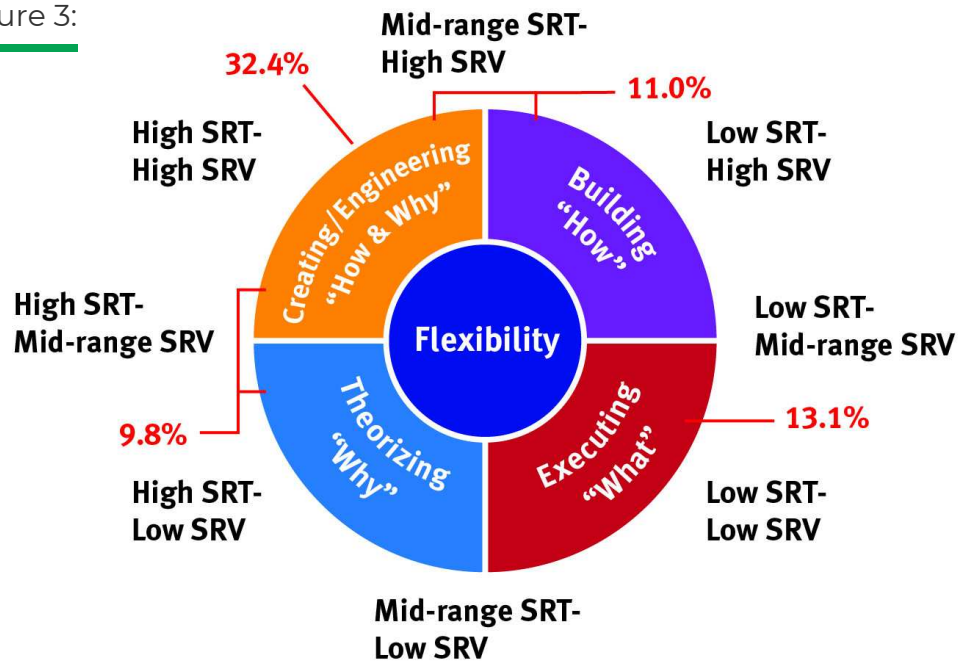 ure 3:
Mid-range SRT-
High SRV
32.4%
11.0%
High SRT-
High SRV
Low SRT-
High SRV
Creating/Engineering
“How & Why”
Building
“How”
High SRT-
Mid-range SRV
Flexibility
Low SRT-
Mid-range SRV
9.8%
Theorizing
“Why”
Executing
“What”
13.1%
High SRT-
Low SRV
Low SRT-
Low SRV
Mid-range SRT-
Low SRV